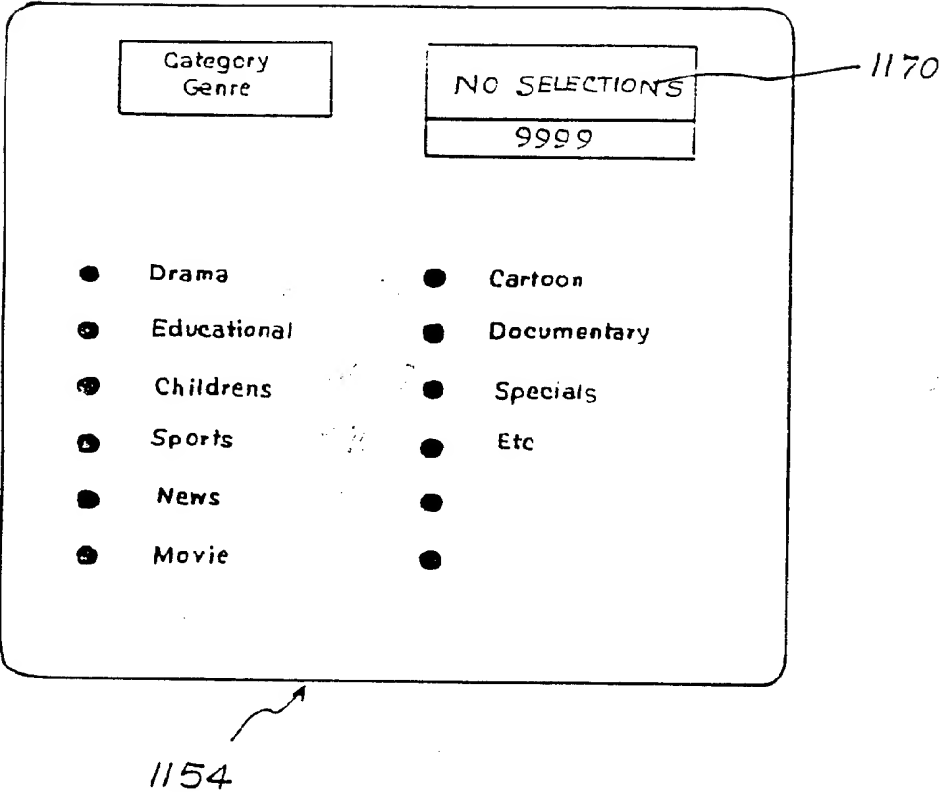 Category
Genre
NO SELECTIONS
1170
9999
Drama
Educational
Childrens
Sports
News
Movie
Cartoon
Documentary
Specials
Etc
1154